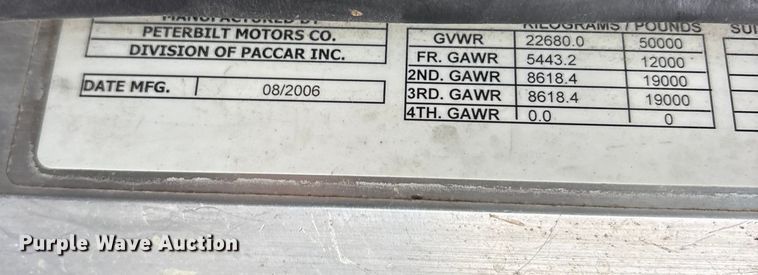 MANUFACTURED BY
PETERBILT MOTORS CO.
DIVISION OF PACCAR INC.
DATE MFG. 08/2006
KILOGRAMS / POUNDS
GVWR 22680.0 50000
FR. GAWR 5443.2 12000
2ND. GAWR 8618.4 19000
3RD. GAWR 8618.4 19000
4TH. GAWR 0.0 0
Purple Wave Auction